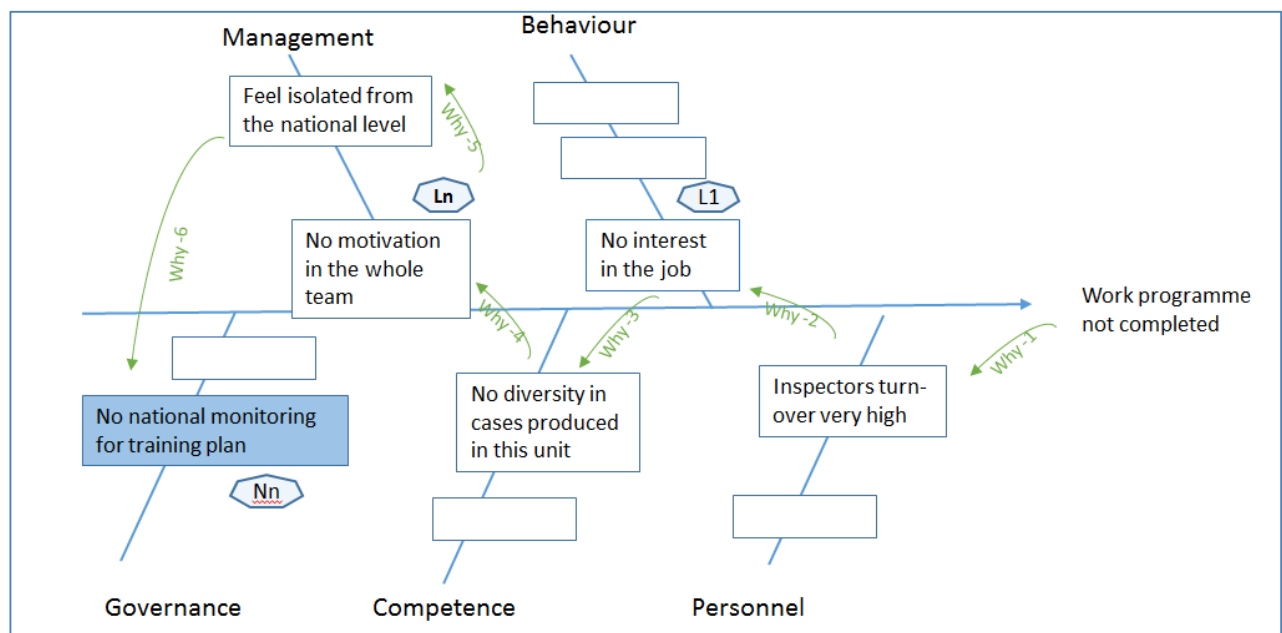 Management
Behaviour
Feel isolated from
the national level
Why -5
Ln
L1
No motivation
in the whole
team
No interest
in the job
Why -6
Work programme
not completed
Why -4
Why -3
Why -2
Why -1
No national monitoring
for training plan
No diversity in
cases produced
in this unit
Inspectors turn-
over very high
Nn
Governance
Competence
Personnel